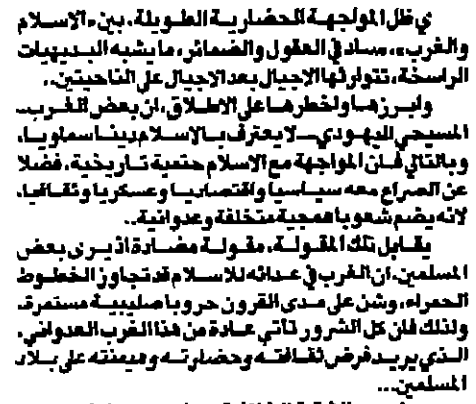 في ظل المواجهة الحضارية الطويلة، بين «الاسلام
والغرب»، ساد في العقول والضمائر، ما يشبه البديهيات
الراسخة، تتوارثها الاجيال بعد الاجيال على الناحيتين..
وابرزها واخطرها على الاطلاق، ان بعض الغرب ـ
المسيحي اليهودي ـ لا يعترف بالاسلام دينا سماويا،
وبالتالي فان المواجهة مع الاسلام حتمية تاريخية، فضلا
عن الصراع معه سياسيا واقتصاديا وعسكريا وثقافيا،
لانه يضم شعوبا همجية متخلفة وعدوانية..
يقابل تلك المقولة، مقولة مضادة اذ يرى بعض
المسلمين، ان الغرب في عدائه للاسلام قد تجاوز الخطوط
الحمراء، وشن على مدى القرون حروبا صليبية مستمرة،
ولذلك فان كل الشرور تأتي عادة من هذا الغرب العدواني،
الذي يريد فرض ثقافته وحضارته وهيمنته على بلاد
المسلمين...